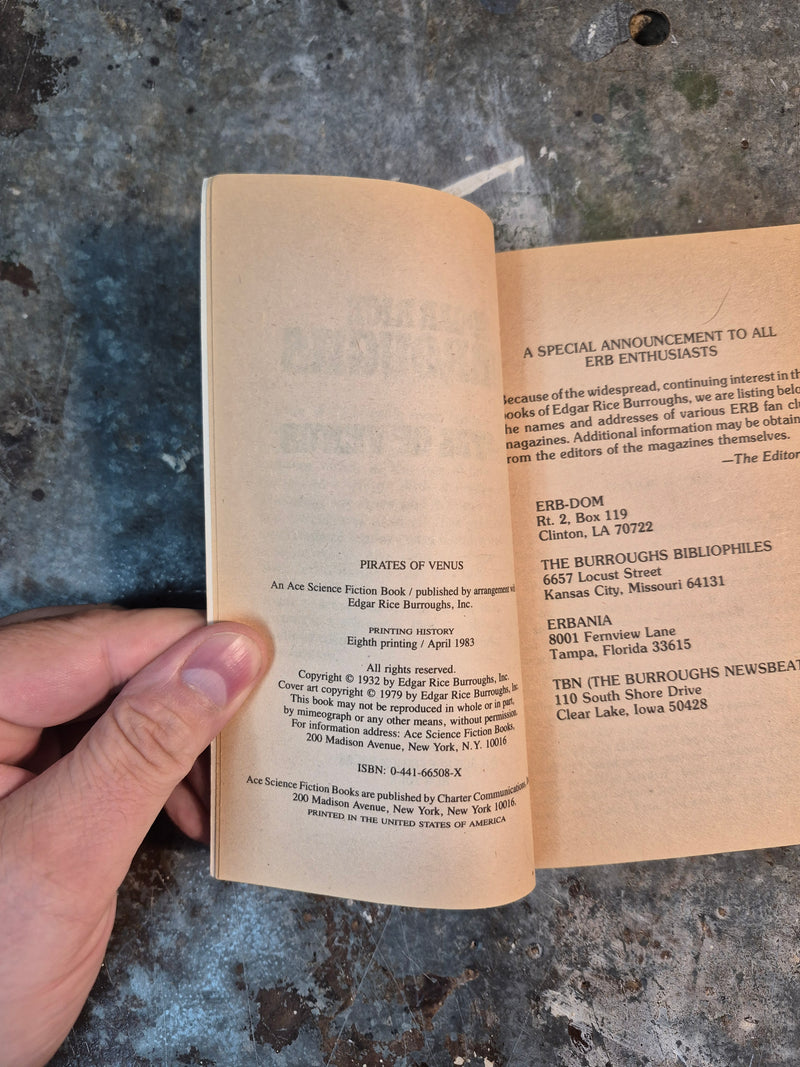 PIRATES OF VENUS
An Ace Science Fiction Book / published by arrangement
Edgar Rice Burroughs, Inc.
PRINTING HISTORY
Eighth printing / April 1983
All rights reserved.
Copyright © 1932 by Edgar Rice Burroughs, Inc.
Cover art copyright © 1979 by Edgar Rice Burroughs, Inc
This book may not be reproduced in whole or in part,
by mimeograph or any other means, without permission.
For information address: Ace Science Fiction Books,
200 Madison Avenue, New York, N.Y. 10016
ISBN: 0-441-66508-X
Ace Science Fiction Books are published by Charter Communications,
200 Madison Avenue, New York, New York 10016.
PRINTED IN THE UNITED STATES OF AMERICA
A SPECIAL ANNOUNCEMENT TO ALL
ERB ENTHUSIASTS
Because of the widespread, continuing interest in th
books of Edgar Rice Burroughs, we are listing belo
he names and addresses of various ERB fan clu
magazines. Additional information may be obtain
rom the editors of the magazines themselves.
—The Editor
ERB-DOM
Rt. 2, Box 119
Clinton, LA 70722
THE BURROUGHS BIBLIOPHILES
6657 Locust Street
Kansas City, Missouri 64131
ERBANIA
8001 Fernview Lane
Tampa, Florida 33615
TBN (THE BURROUGHS NEWSBEAT
110 South Shore Drive
Clear Lake, Iowa 50428